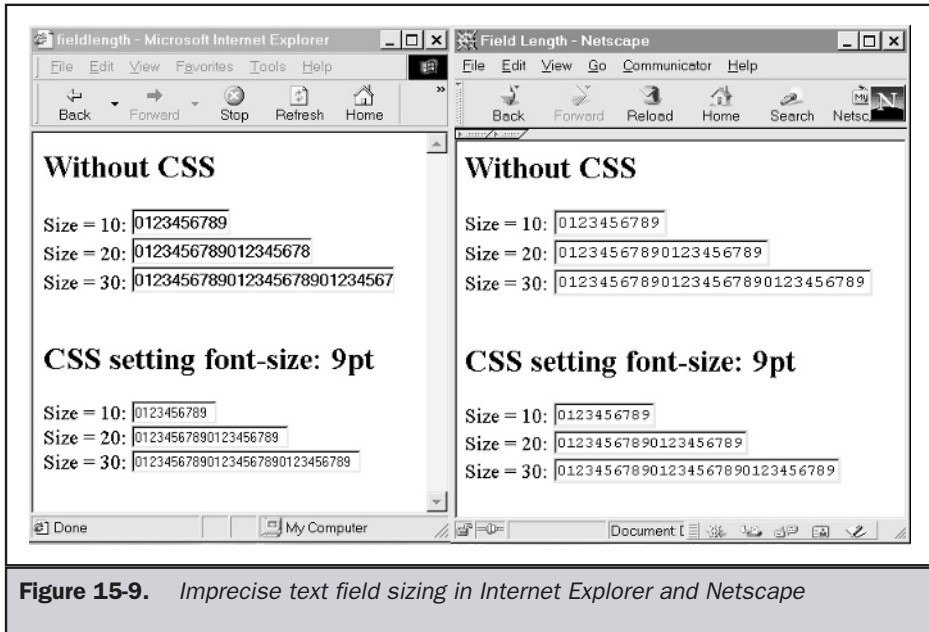 fieldlength - Microsoft Internet Explorer
File Edit View Favorites Tools Help
Back Forward Stop Refresh Home »
Without CSS
Size = 10: 0123456789
Size = 20: 0123456789012345678
Size = 30: 0123456789012345678901234567
CSS setting font-size: 9pt
Size = 10: 0123456789
Size = 20: 01234567890123456789
Size = 30: 012345678901234567890123456789
Done My Computer
Field Length - Netscape
File Edit View Go Communicator Help
Back Forward Reload Home Search Netsc
My N
Without CSS
Size = 10: 0123456789
Size = 20: 01234567890123456789
Size = 30: 012345678901234567890123456789
CSS setting font-size: 9pt
Size = 10: 0123456789
Size = 20: 01234567890123456789
Size = 30: 012345678901234567890123456789
Document
Figure 15-9. Imprecise text field sizing in Internet Explorer and Netscape